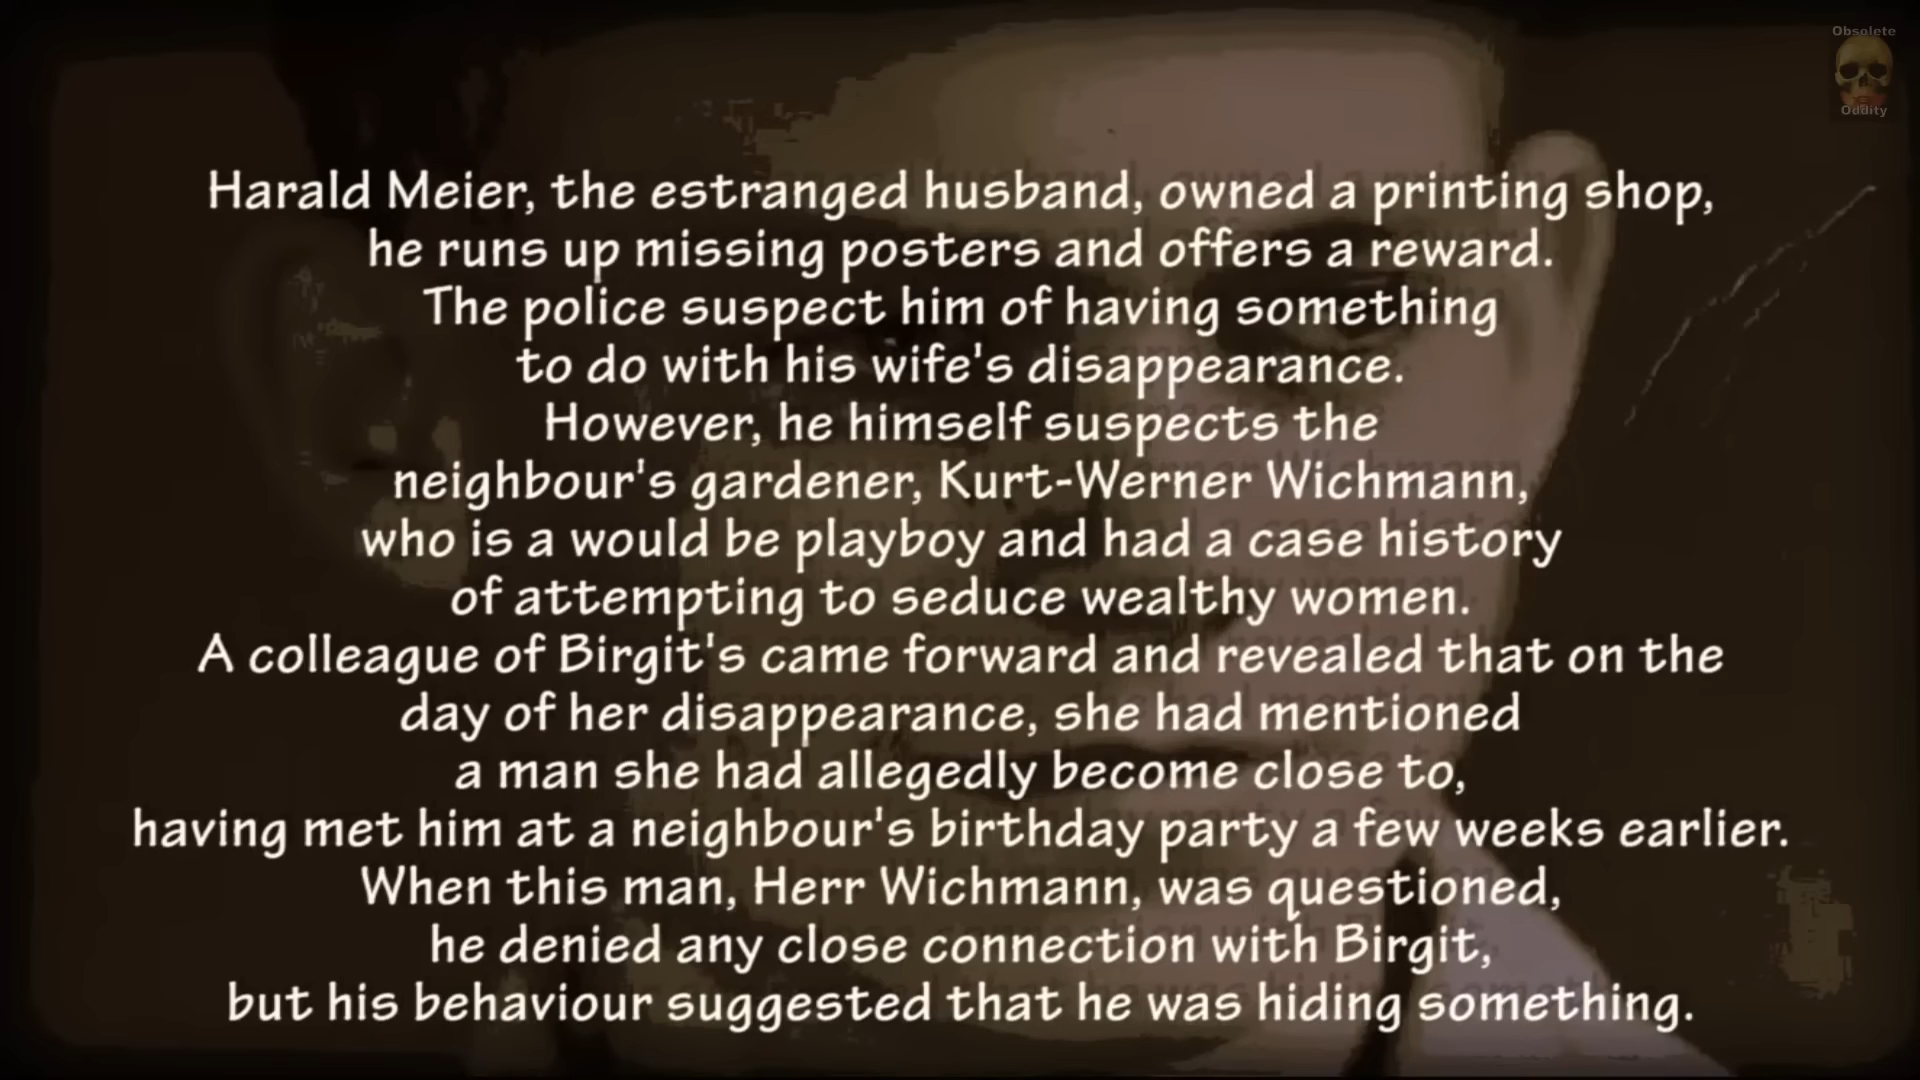 Obsolete
Oddity
Harald Meier, the estranged husband, owned a printing shop,
he runs up missing posters and offers a reward.
The police suspect him of having something
to do with his wife's disappearance.
However, he himself suspects the
neighbour's gardener, Kurt-Werner Wichmann,
who is a would be playboy and had a case history
of attempting to seduce wealthy women.
A colleague of Birgit's came forward and revealed that on the
day of her disappearance, she had mentioned
a man she had allegedly become close to,
having met him at a neighbour's birthday party a few weeks earlier.
When this man, Herr Wichmann, was questioned,
he denied any close connection with Birgit,
but his behaviour suggested that he was hiding something.